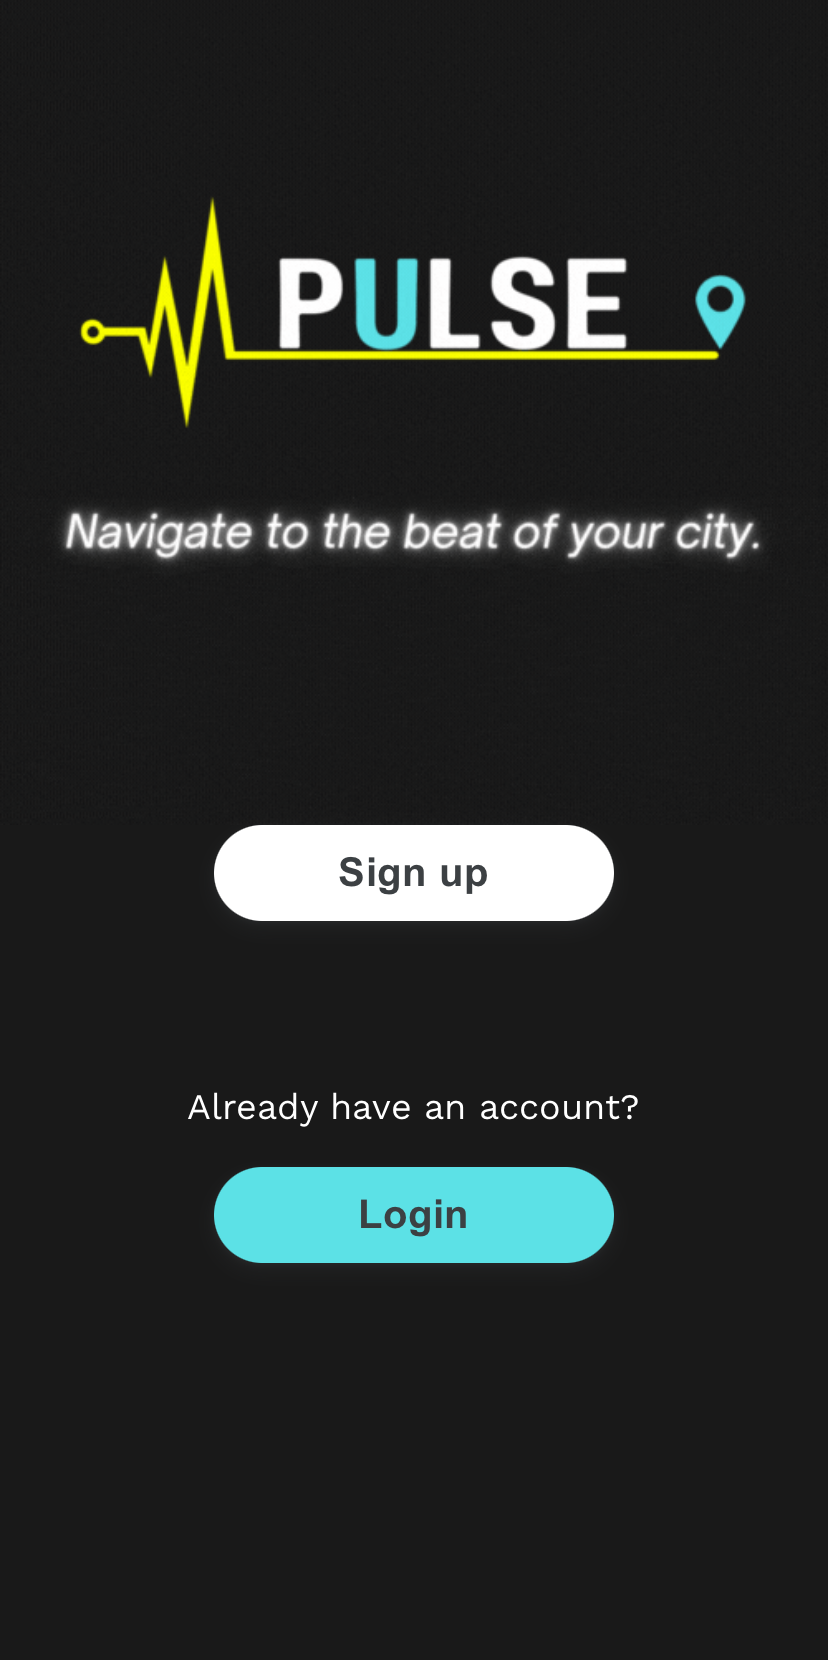 PULSE
Navigate to the beat of your city.
Sign up
Already have an account?
Login